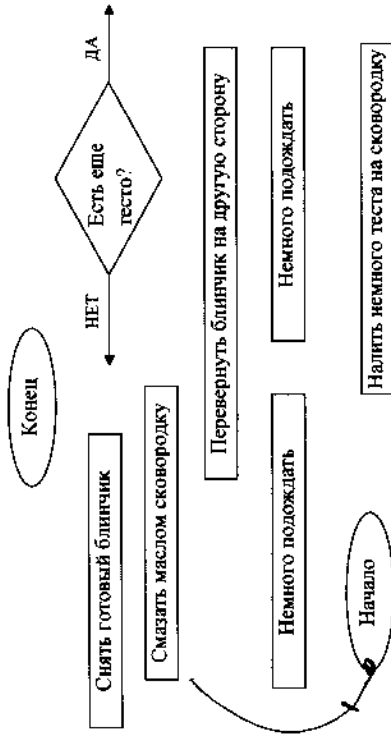 Конец
НЕТ
Есть еще
тесто?
ДА
Снять готовый блинчик
Смазать маслом сковородку
Перевернуть блинчик на другую сторону
Немного подождать
Немного подождать
Начало
Налить немного теста на сковородку